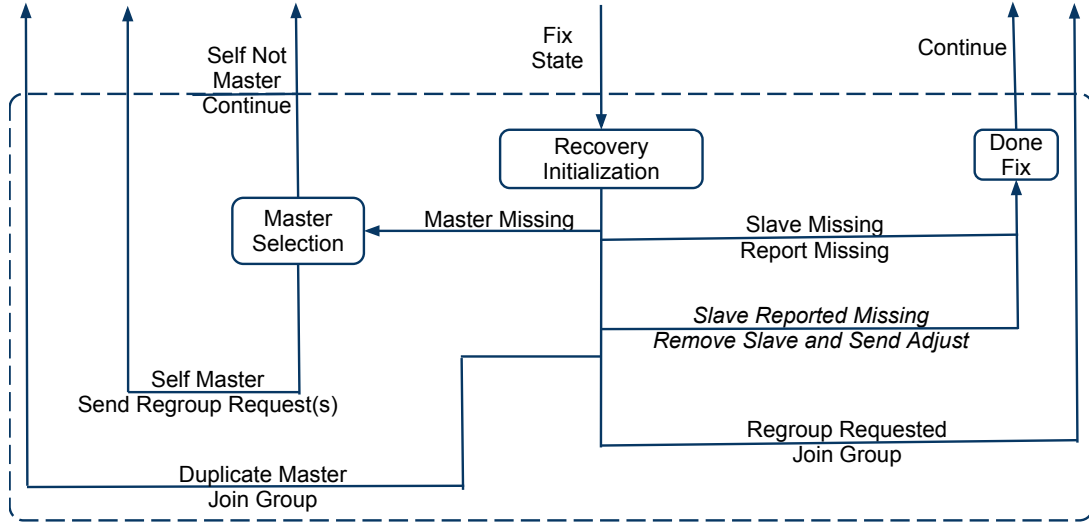 Self Not
Master
Continue
Fix
State
Continue
Recovery
Initialization
Done
Fix
Master
Selection
Master Missing
Slave Missing
Report Missing
Slave Reported Missing
Remove Slave and Send Adjust
Self Master
Send Regroup Request(s)
Regroup Requested
Join Group
Duplicate Master
Join Group